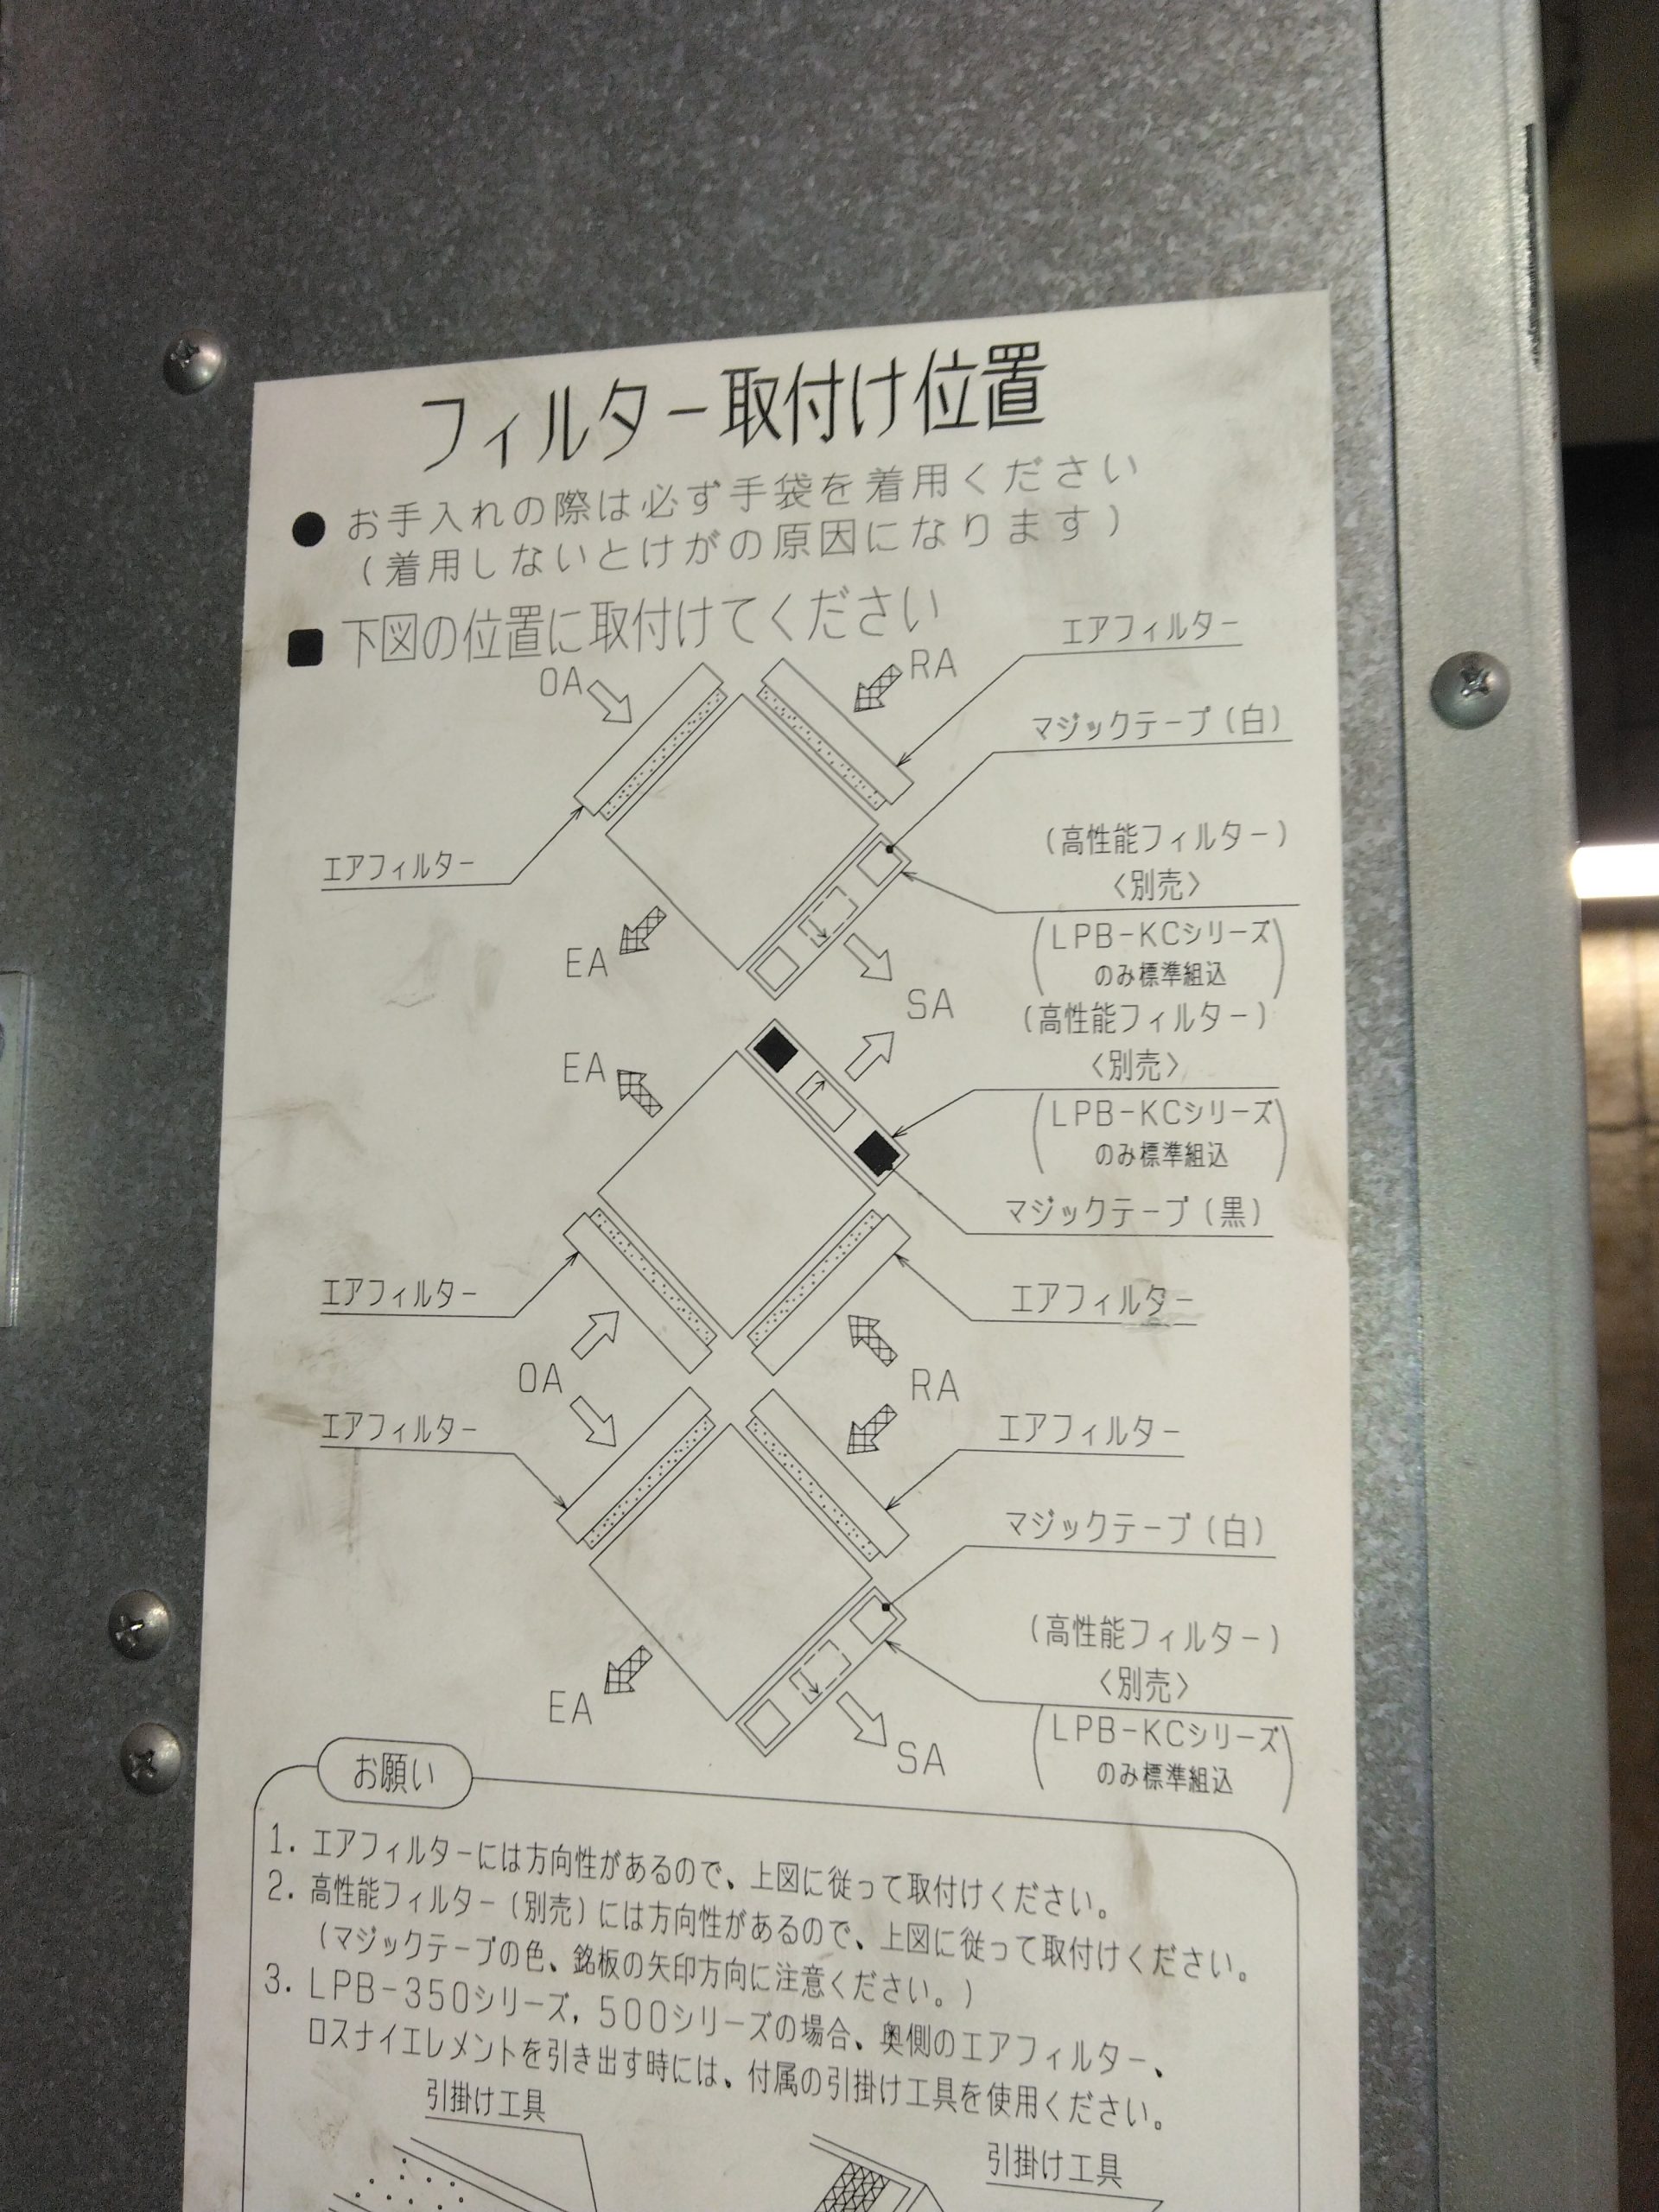 フィルター取付け位置
●お手入れの際は必ず手袋を着用ください
(着用しないとけがの原因になります)
■下図の位置に取付けてください
OA
RA
エアフィルター
マジックテープ(白)
エアフィルター
(高性能フィルター)
〈別売〉
(LPB-KCシリーズ
のみ標準組込)
EA
SA
(高性能フィルター)
〈別売〉
EA
(LPB-KCシリーズ
のみ標準組込)
マジックテープ(黒)
エアフィルター
エアフィルター
OA
RA
エアフィルター
エアフィルター
マジックテープ(白)
(高性能フィルター)
〈別売〉
EA
SA
(LPB-KCシリーズ
のみ標準組込)
お願い
1. エアフィルターには方向性があるので、上図に従って取付けください。
2. 高性能フィルター(別売)には方向性があるので、上図に従って取付けください。
(マジックテープの色、銘板の矢印方向に注意ください。)
3. LPB-350シリーズ, 500シリーズの場合、奥側のエアフィルター、
ロスナイエレメントを引き出す時には、付属の引掛け工具を使用ください。
引掛け工具
引掛け工具